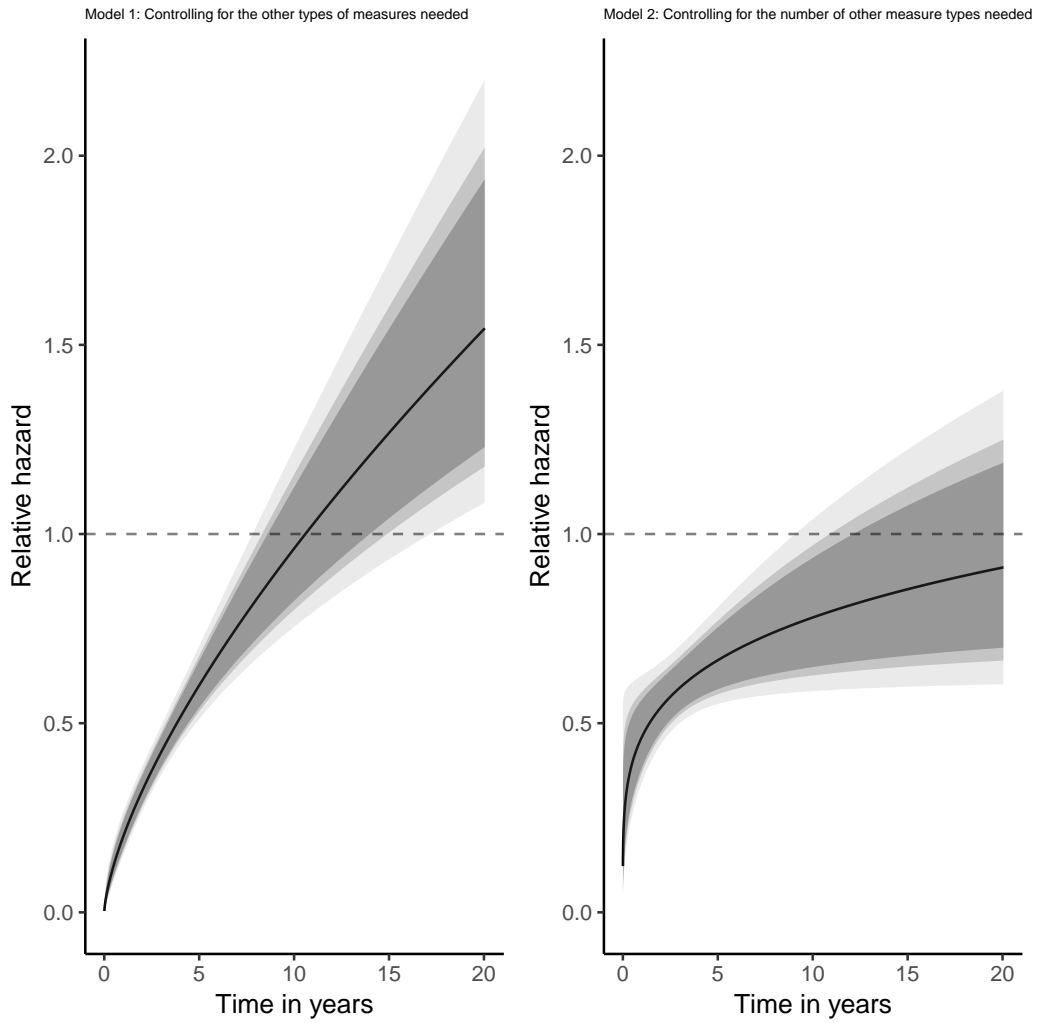 Model 1: Controlling for the other types of measures needed
Relative hazard
2.0
1.5
1.0
0.5
0.0
0 5 10 15 20
Time in years
Model 2: Controlling for the number of other measure types needed
Relative hazard
2.0
1.5
1.0
0.5
0.0
0 5 10 15 20
Time in years